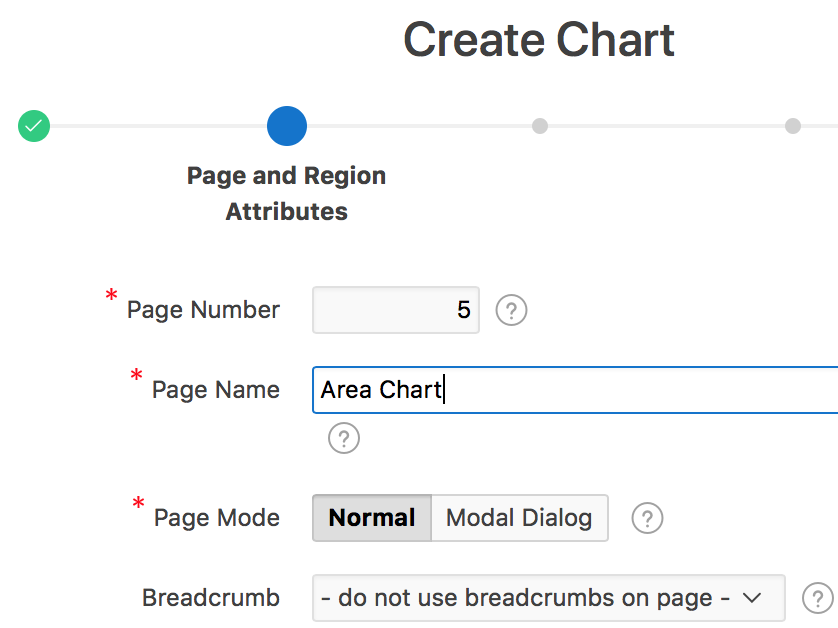 Create Chart
Page and Region
Attributes
* Page Number 5 ?
* Page Name Area Chart
?
* Page Mode Normal Modal Dialog ?
Breadcrumb - do not use breadcrumbs on page - ?